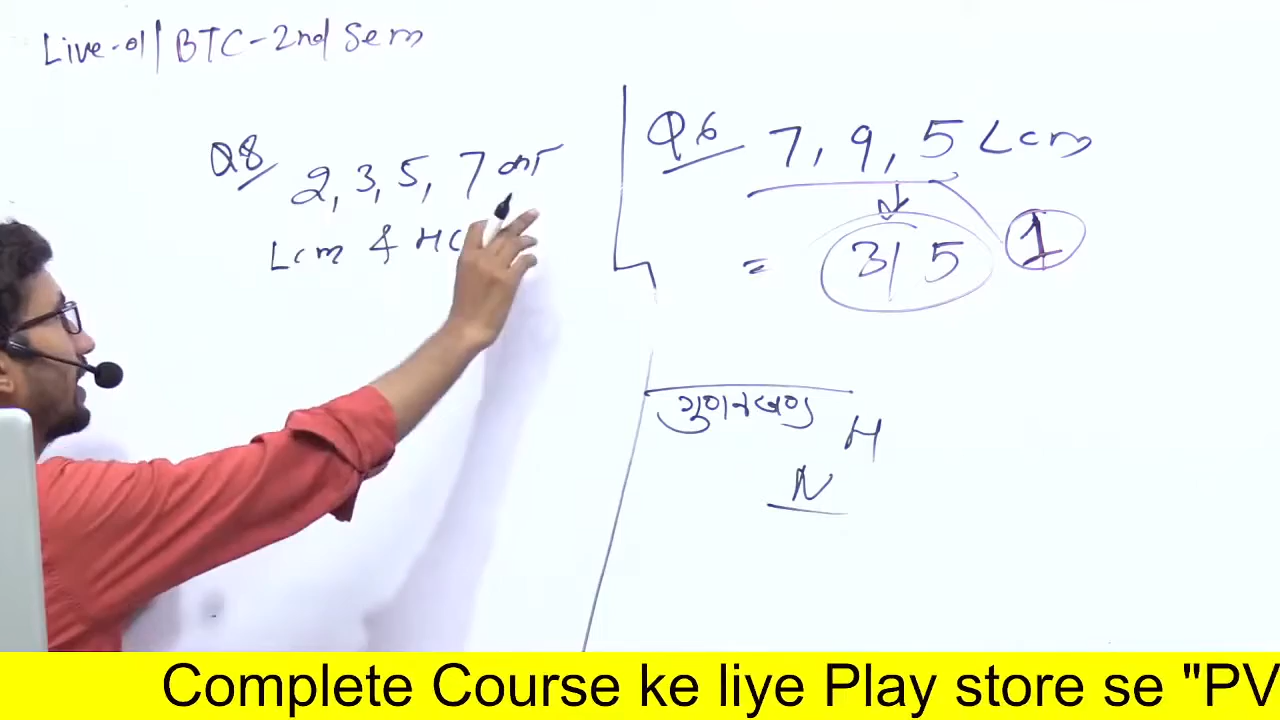 Live-01/BTC-2nd Sem
Q8 2, 3, 5, 7 का
Lcm & HC
Q6 7, 9, 5 Lcm
= 3/5 1
गुणनखण्ड H
N
Complete Course ke liye Play store se "PV